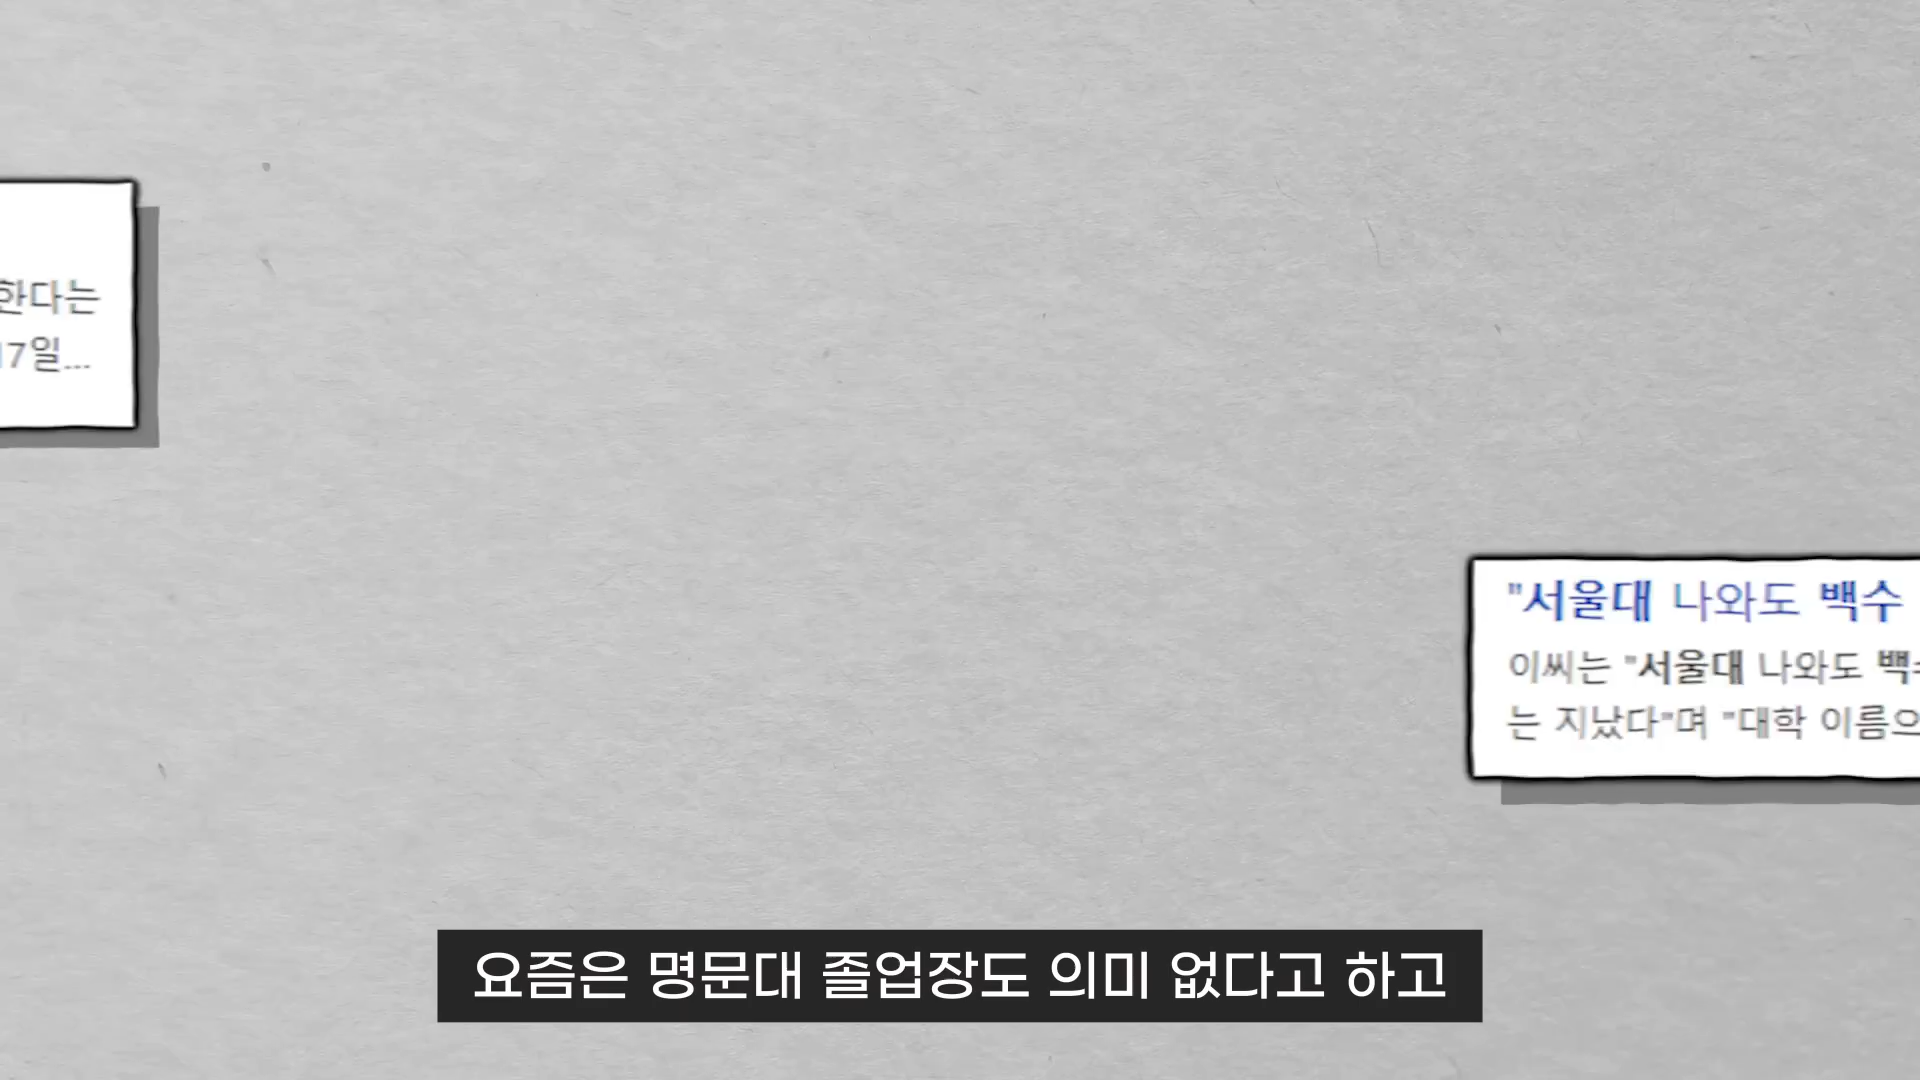 한다는
17일...
"서울대 나와도 백수
이씨는 "서울대 나와도 백수
는 지났다"며 "대학 이름으
요즘은 명문대 졸업장도 의미 없다고 하고